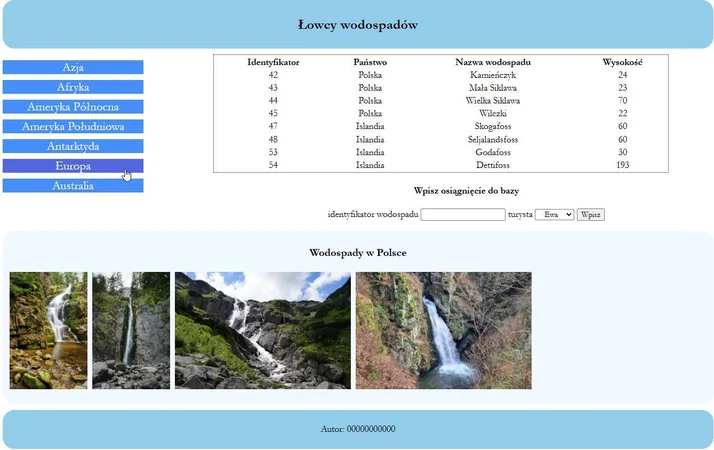 Łowcy wodospadów
Azja
Afryka
Ameryka Północna
Ameryka Południowa
Antarktyda
Europa
Australia
Identyfikator Państwo Nazwa wodospadu Wysokość
42 Polska Kamieńczyk 24
43 Polska Mała Siklawa 23
44 Polska Wielka Siklawa 70
45 Polska Wilczki 22
47 Islandia Skogafoss 60
48 Islandia Seljalandsfoss 60
53 Islandia Godafoss 30
54 Islandia Dettifoss 193
Wpisz osiągnięcie do bazy
identyfikator wodospadu turysta Ewa Wpisz
Wodospady w Polsce
Autor: 00000000000